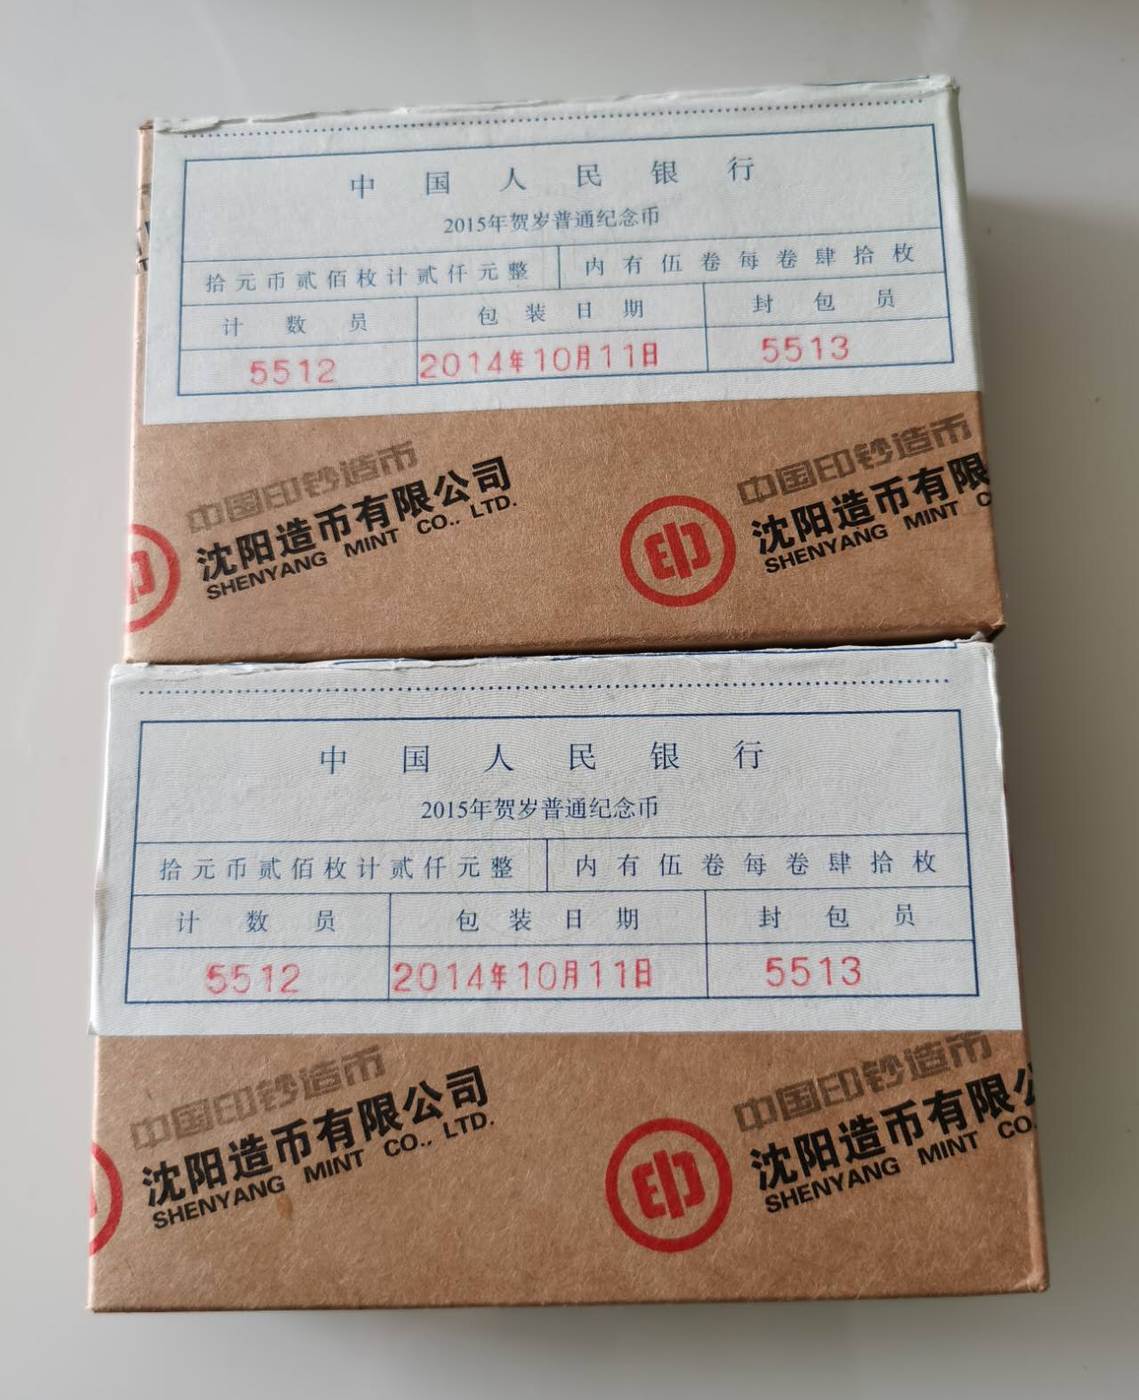 中国人民银行
2015年贺岁普通纪念币
拾元币贰佰枚计贰仟元整 内有伍卷每卷肆拾枚
计数员 包装日期 封包员
5512 2014年10月11日 5513
中国印钞造币 中国印钞造币
沈阳造币有限公司 沈阳造币有限
SHENYANG MINT CO., LTD. SHENYANG MINT C
中国人民银行
2015年贺岁普通纪念币
拾元币贰佰枚计贰仟元整 内有伍卷每卷肆拾枚
计数员 包装日期 封包员
5512 2014年10月11日 5513
中国印钞造币 中国印钞造币
沈阳造币有限公司 沈阳造币有限
SHENYANG MINT CO., LTD. SHENYANG MINT CO